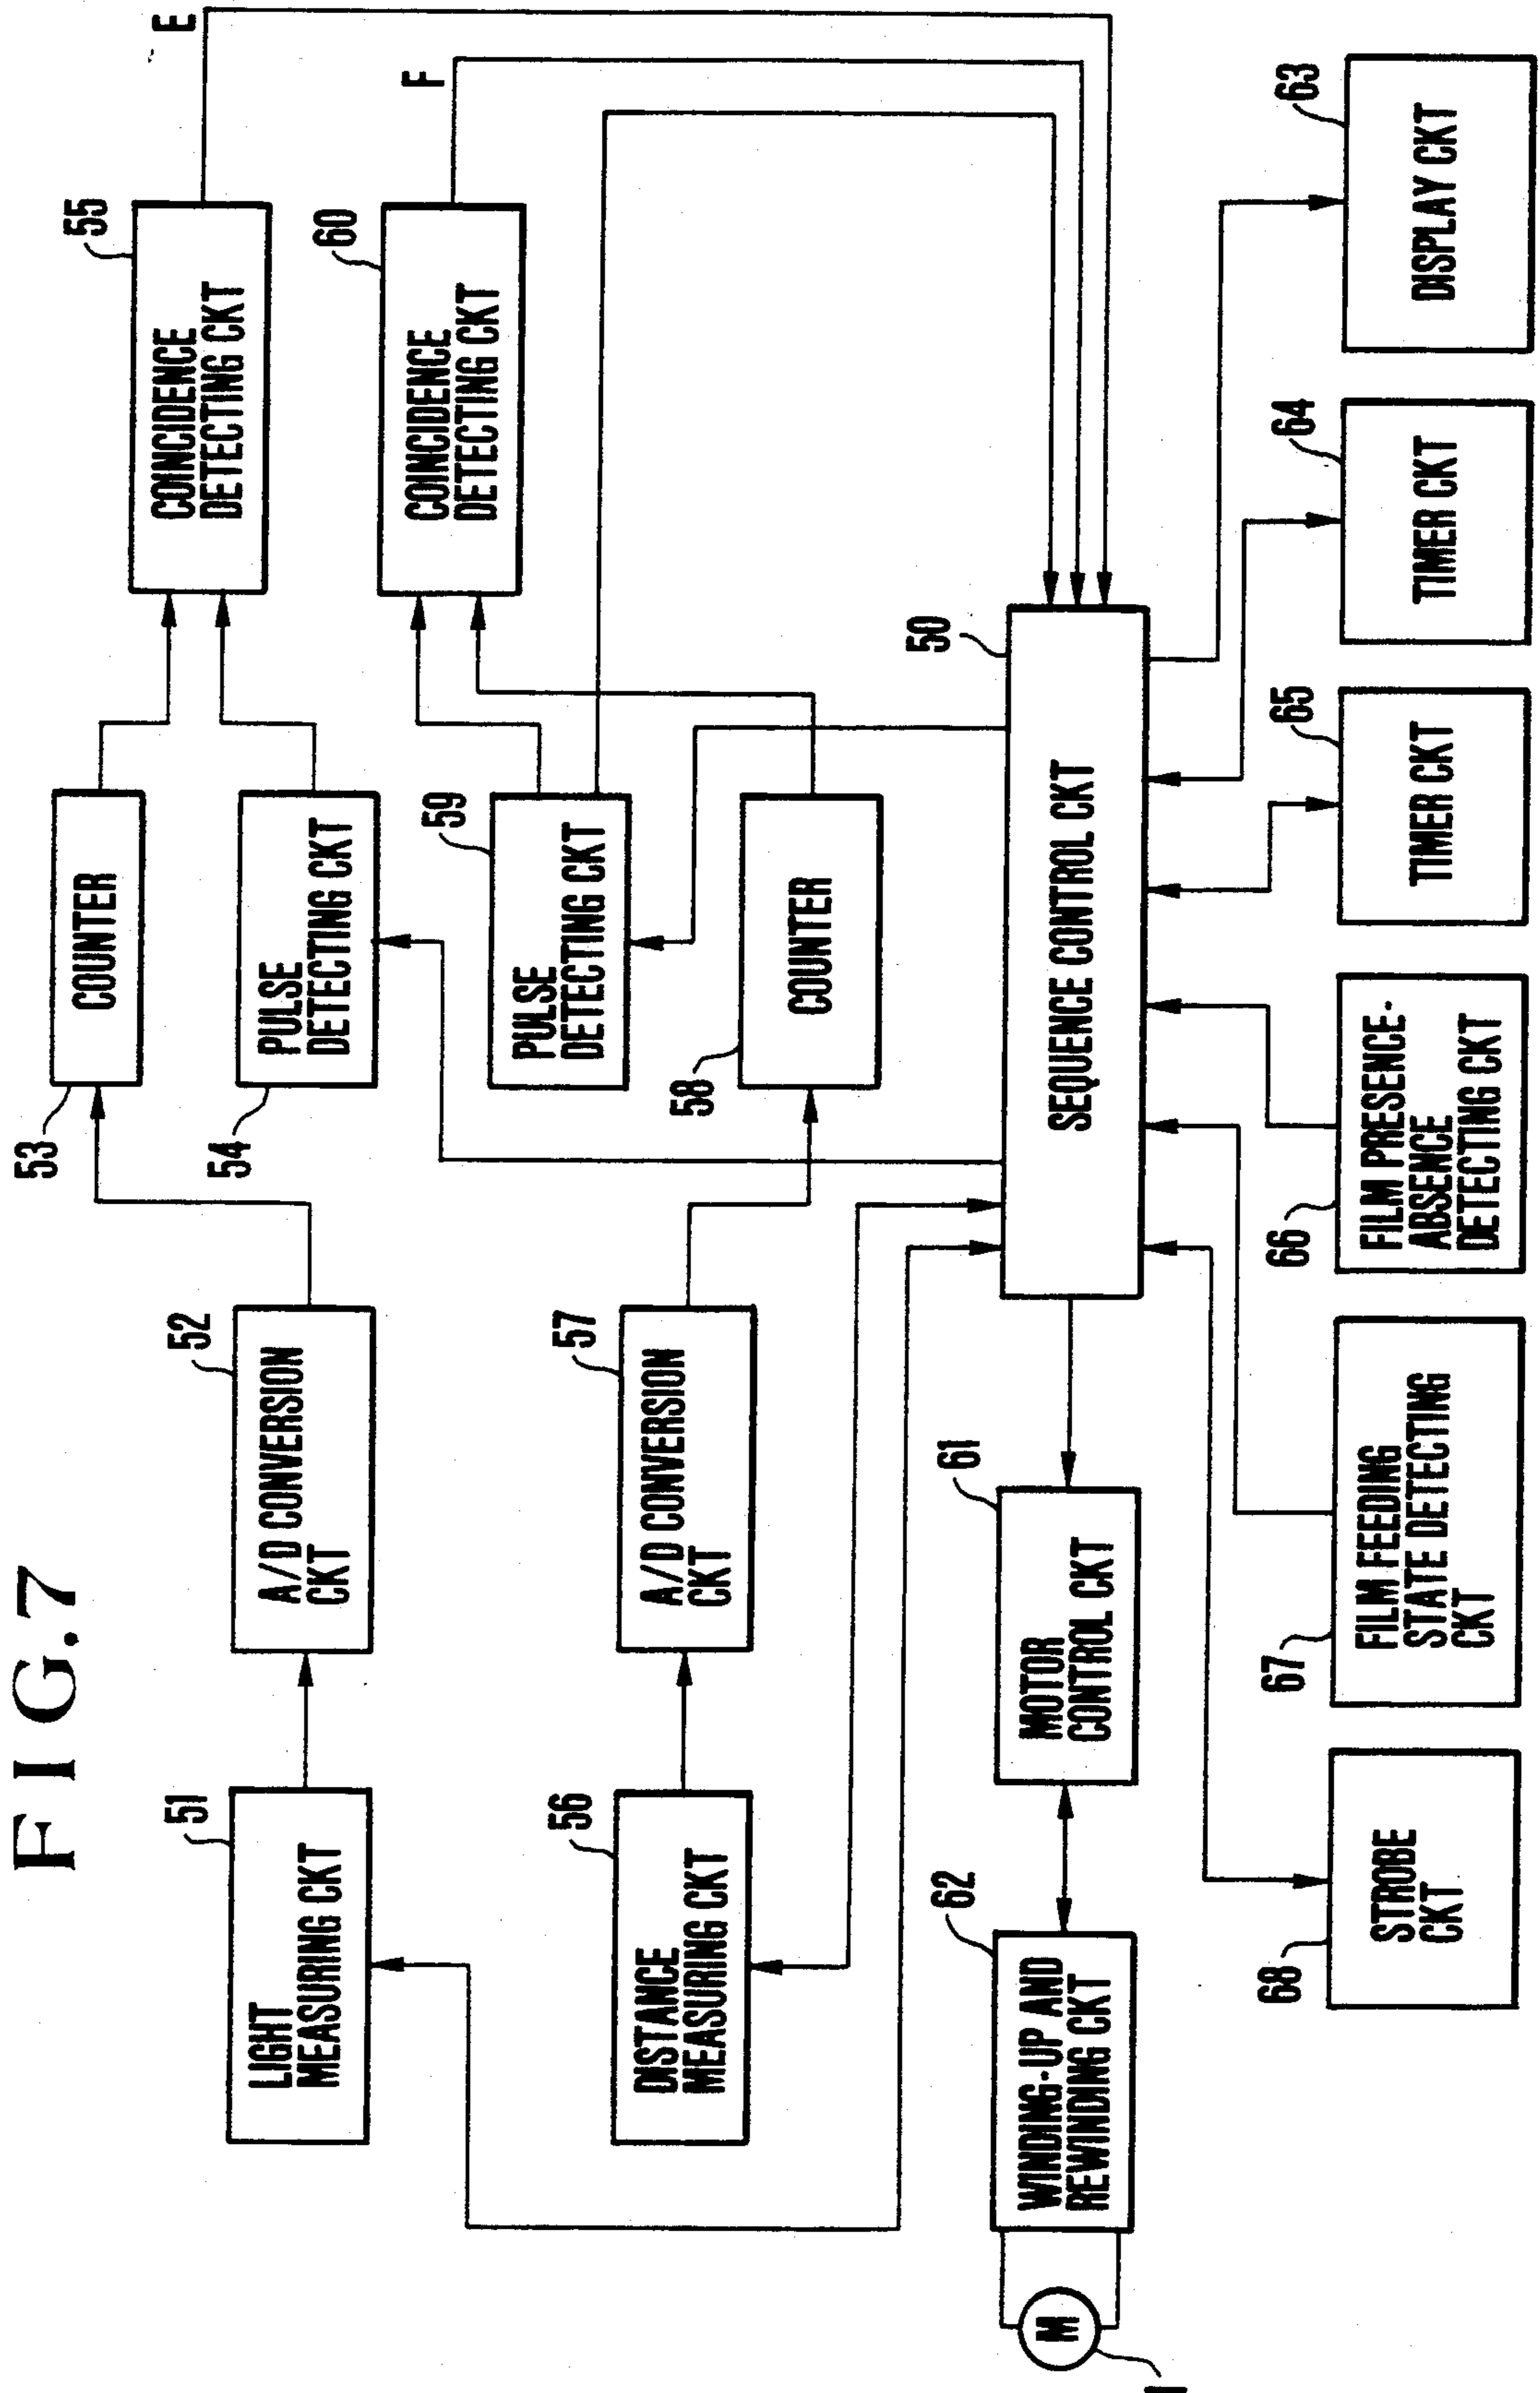 FIG.7
51
LIGHT
MEASURING CKT
52
A/D CONVERSION
CKT
53
COUNTER
54
PULSE
DETECTING CKT
55
COINCIDENCE
DETECTING CKT
E
56
DISTANCE
MEASURING CKT
57
A/D CONVERSION
CKT
58
COUNTER
59
PULSE
DETECTING CKT
60
COINCIDENCE
DETECTING CKT
F
50
SEQUENCE CONTROL CKT
61
MOTOR
CONTROL CKT
62
WINDING-UP AND
REWINDING CKT
M
1
68
STROBE
CKT
67
FILM FEEDING
STATE DETECTING
CKT
66
FILM PRESENCE-
ABSENCE
DETECTING CKT
65
TIMER CKT
64
TIMER CKT
63
DISPLAY CKT